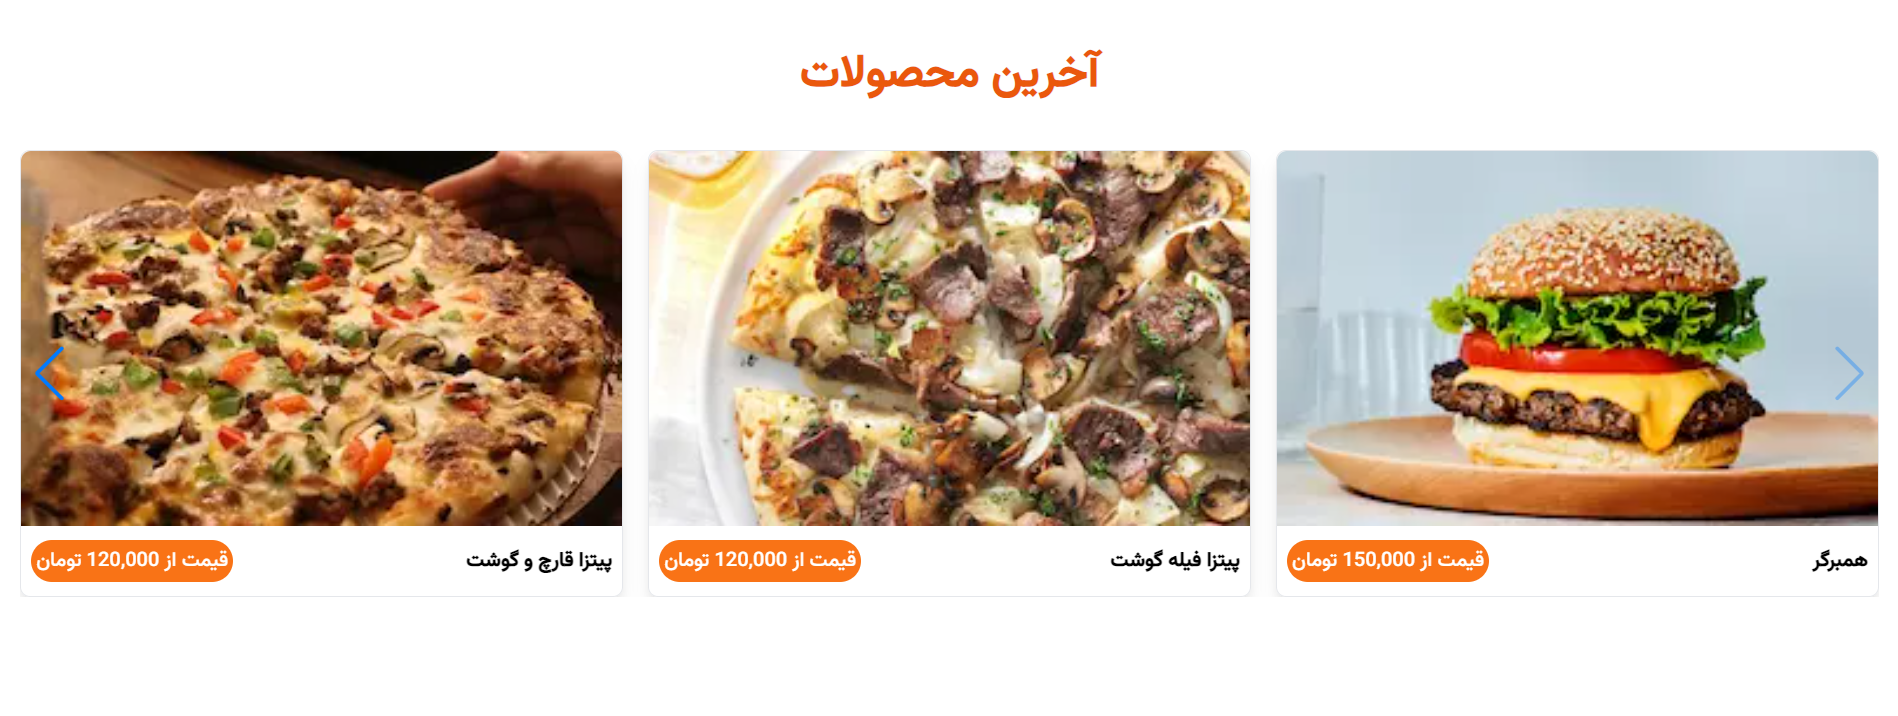 آخرین محصولات
همبرگر
قیمت از 150,000 تومان
پیتزا فیله گوشت
قیمت از 120,000 تومان
پیتزا قارچ و گوشت
قیمت از 120,000 تومان